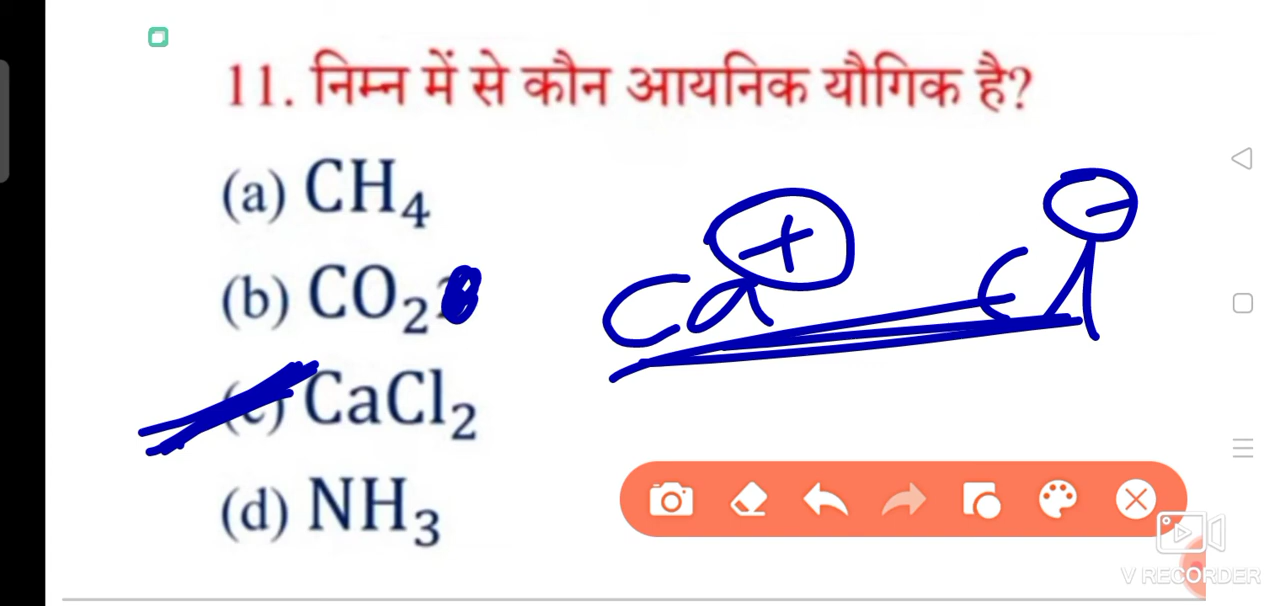 11. निम्न में से कौन आयनिक यौगिक है?
(a) CH₄
(b) CO₂
(c) CaCl₂
(d) NH₃
Ca⁺ Cl⁻
V RECORDER